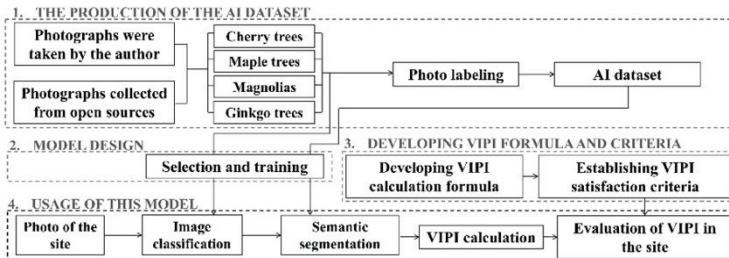 1. THE PRODUCTION OF THE AI DATASET
Photographs were
taken by the author
Photographs collected
from open sources
Cherry trees
Maple trees
Magnolias
Ginkgo trees
Photo labeling
AI dataset
2. MODEL DESIGN
Selection and training
3. DEVELOPING VIPI FORMULA AND CRITERIA
Developing VIPI
calculation formula
Establishing VIPI
satisfaction criteria
4. USAGE OF THIS MODEL
Photo of the
site
Image
classification
Semantic
segmentation
VIPI calculation
Evaluation of VIPI in
the site